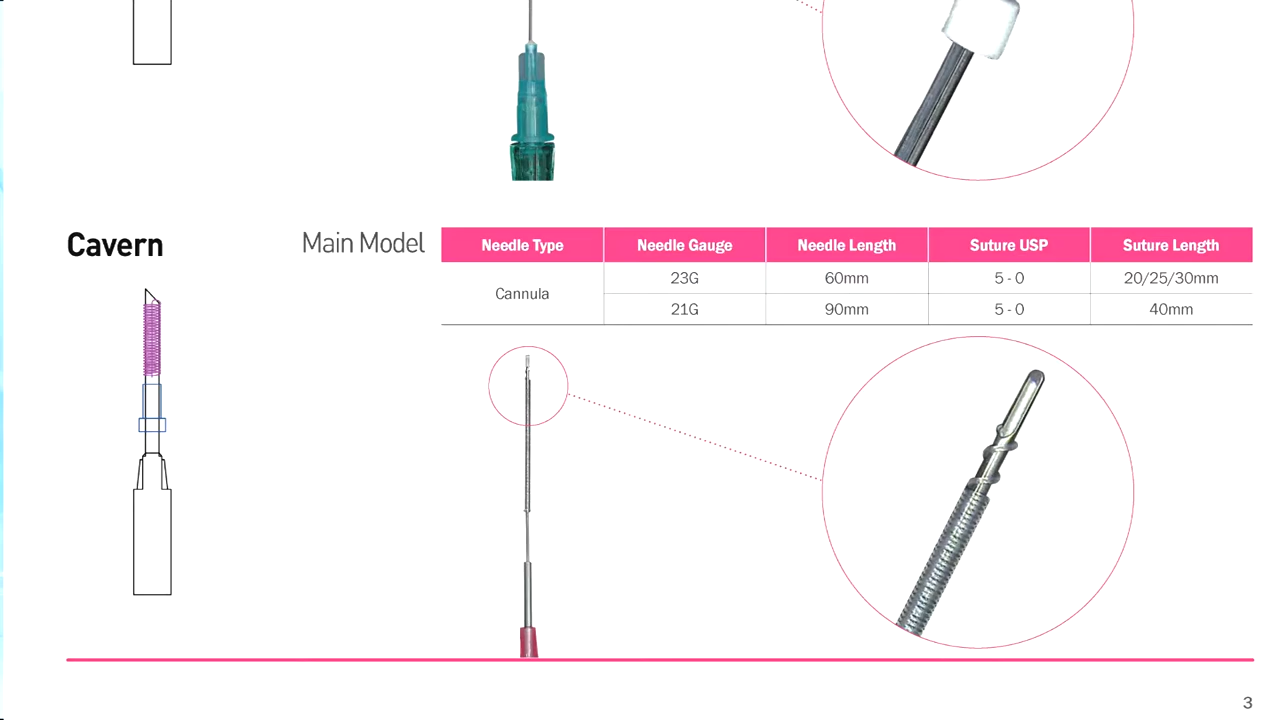 Cavern
Main Model
Needle Type Needle Gauge Needle Length Suture USP Suture Length
Cannula
23G 60mm 5 - 0 20/25/30mm
21G 90mm 5 - 0 40mm
3